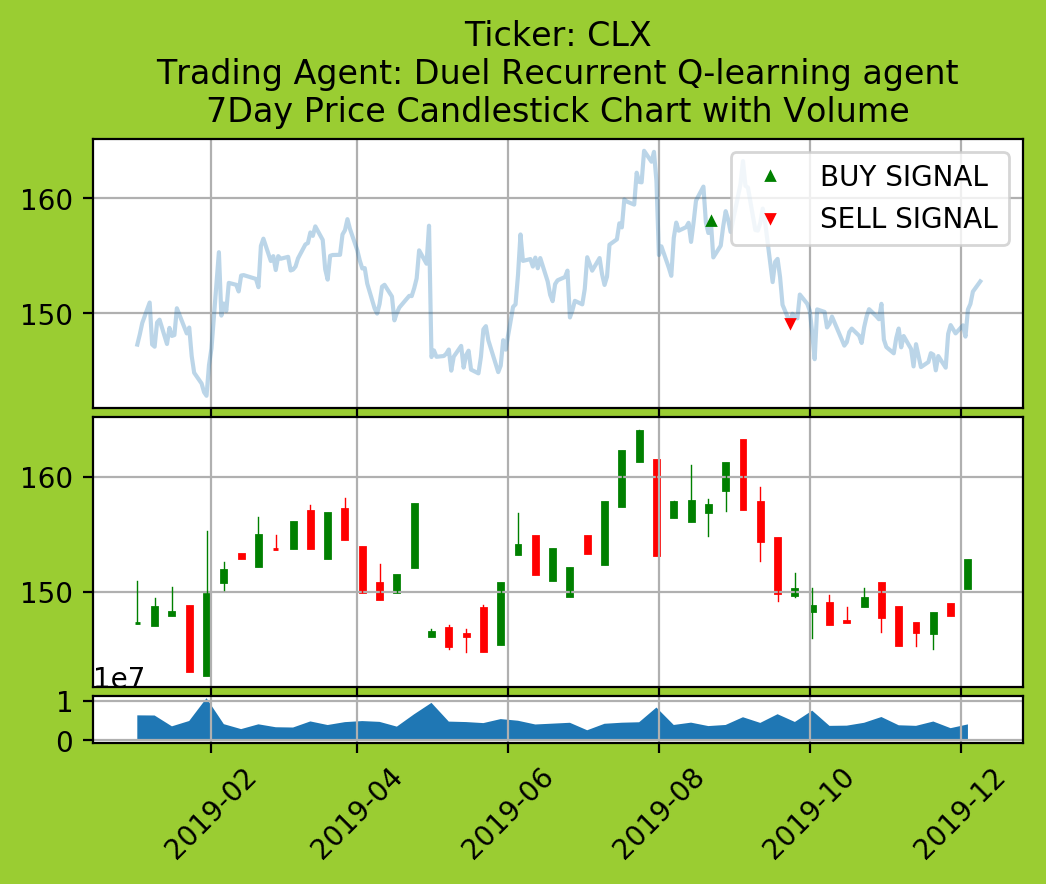 Ticker: CLX
Trading Agent: Duel Recurrent Q-learning agent
7Day Price Candlestick Chart with Volume
160
150
BUY SIGNAL
SELL SIGNAL
160
150
1e7
1
0
2019-02
2019-04
2019-06
2019-08
2019-10
2019-12